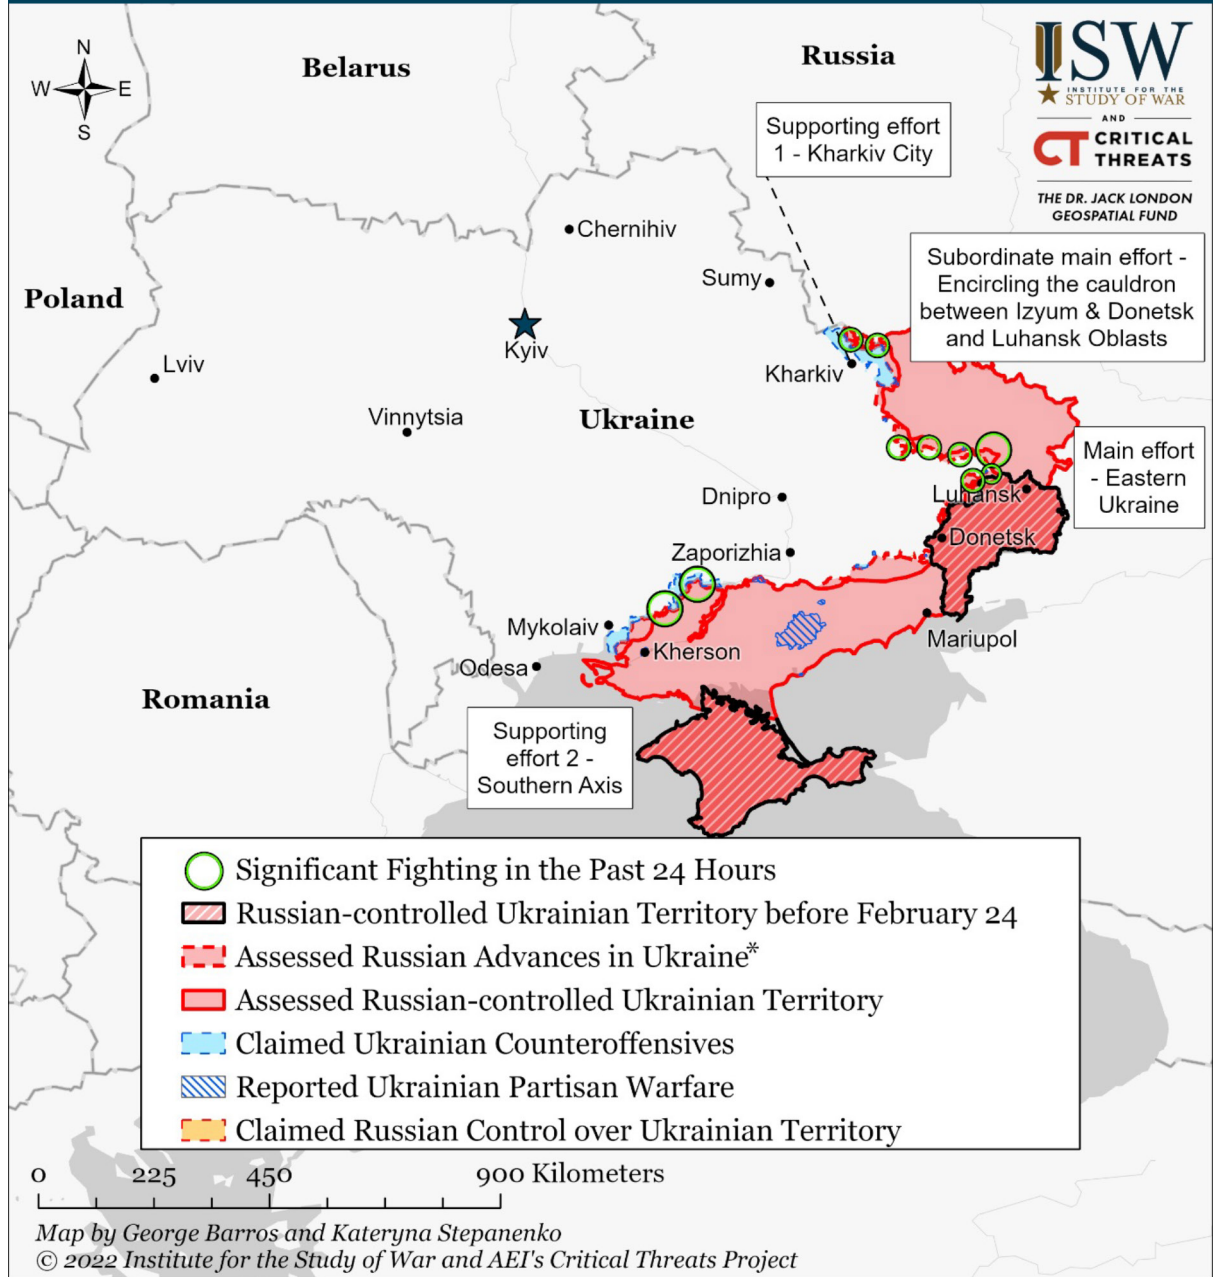 N
W
E
S
Belarus
Russia
ISW
INSTITUTE FOR THE
STUDY OF WAR
AND
CT CRITICAL
THREATS
THE DR. JACK LONDON
GEOSPATIAL FUND
Supporting effort
1 - Kharkiv City
Chernihiv
Sumy
Subordinate main effort -
Encircling the cauldron
between Izyum & Donetsk
and Luhansk Oblasts
Poland
Kyiv
Lviv
Kharkiv
Vinnytsia
Ukraine
Main effort
- Eastern
Ukraine
Dnipro
Luhansk
Donetsk
Zaporizhia
Mykolaiv
Kherson
Mariupol
Odesa
Romania
Supporting
effort 2 -
Southern Axis
Significant Fighting in the Past 24 Hours
Russian-controlled Ukrainian Territory before February 24
Assessed Russian Advances in Ukraine*
Assessed Russian-controlled Ukrainian Territory
Claimed Ukrainian Counteroffensives
Reported Ukrainian Partisan Warfare
Claimed Russian Control over Ukrainian Territory
0 225 450 900 Kilometers
Map by George Barros and Kateryna Stepanenko
© 2022 Institute for the Study of War and AEI's Critical Threats Project